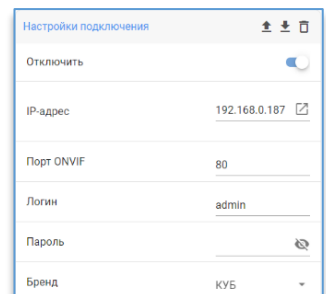 Настройки подключения
Отключить
IP-адрес 192.168.0.187
Порт ONVIF 80
Логин admin
Пароль
Бренд КУБ